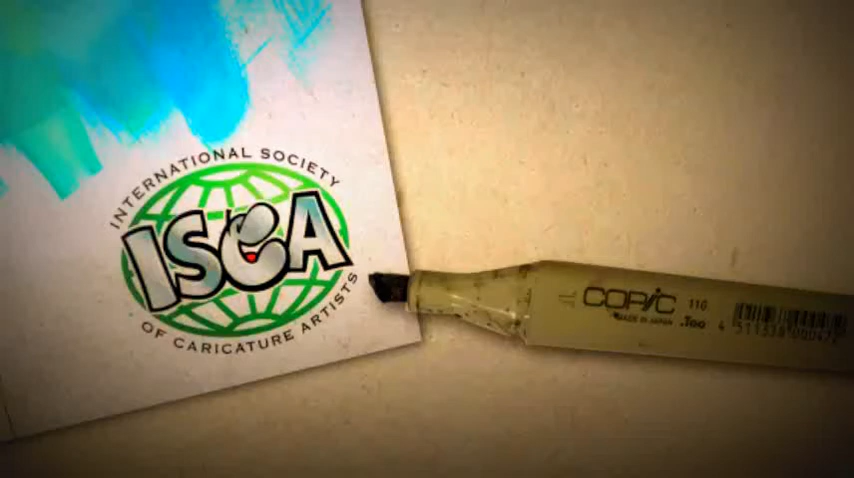 INTERNATIONAL SOCIETY
ISCA
OF CARICATURE ARTISTS
COPIC 110
MADE IN JAPAN .Too